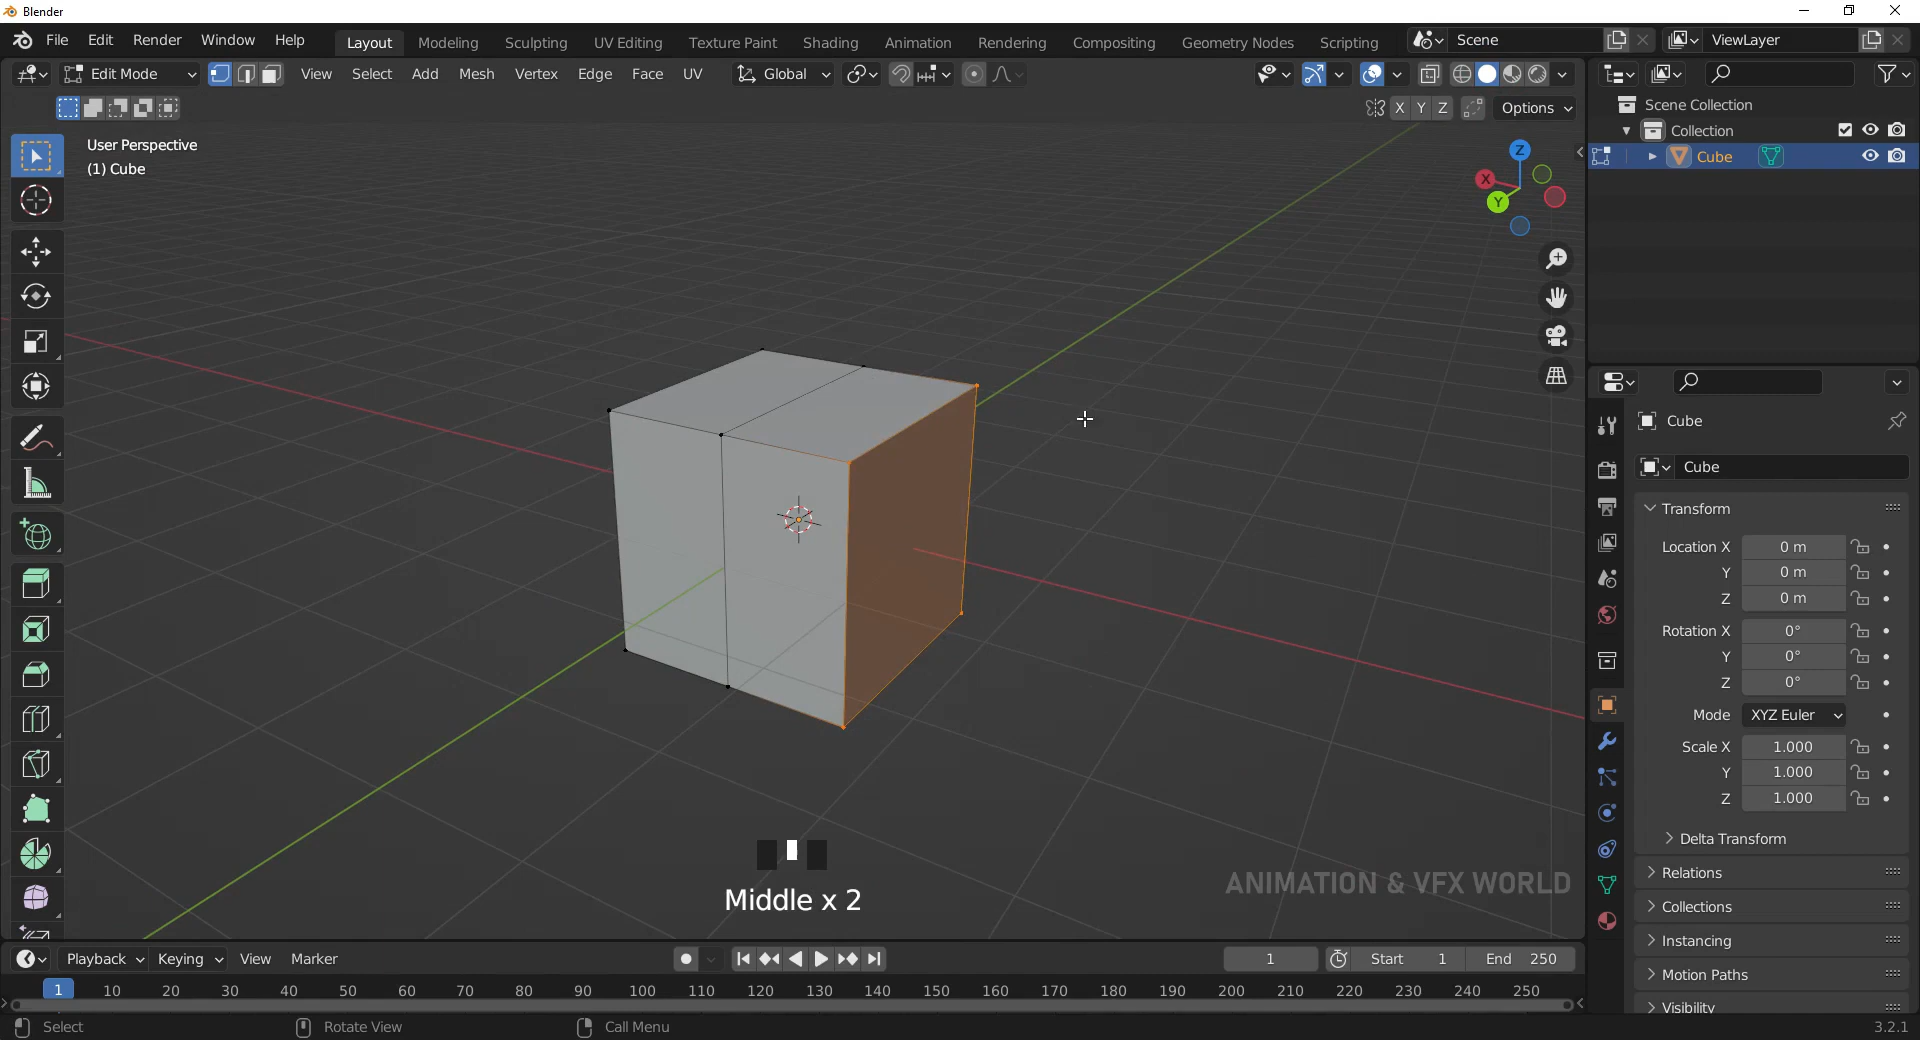 Blender
File Edit Render Window Help Layout Modeling Sculpting UV Editing Texture Paint Shading Animation Rendering Compositing Geometry Nodes Scripting Scene ViewLayer
Edit Mode View Select Add Mesh Vertex Edge Face UV Global
X Y Z Options
User Perspective
(1) Cube
Z
X
Y
Scene Collection
Collection
Cube
Cube
Cube
Transform
Location X 0 m
Y 0 m
Z 0 m
Rotation X 0°
Y 0°
Z 0°
Mode XYZ Euler
Scale X 1.000
Y 1.000
Z 1.000
Delta Transform
Relations
Collections
Instancing
Motion Paths
Visibility
Middle x 2
ANIMATION & VFX WORLD
Playback Keying View Marker 1 Start 1 End 250
1 10 20 30 40 50 60 70 80 90 100 110 120 130 140 150 160 170 180 190 200 210 220 230 240 250
Select Rotate View Call Menu 3.2.1